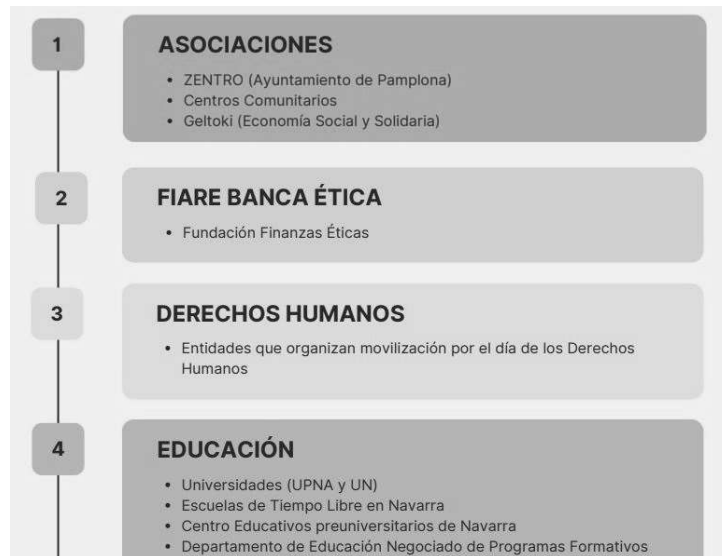 1
ASOCIACIONES
• ZENTRO (Ayuntamiento de Pamplona)
• Centros Comunitarios
• Geltoki (Economía Social y Solidaria)
2
FIARE BANCA ÉTICA
• Fundación Finanzas Éticas
3
DERECHOS HUMANOS
• Entidades que organizan movilización por el día de los Derechos
Humanos
4
EDUCACIÓN
• Universidades (UPNA y UN)
• Escuelas de Tiempo Libre en Navarra
• Centro Educativos preuniversitarios de Navarra
• Departamento de Educación Negociado de Programas Formativos